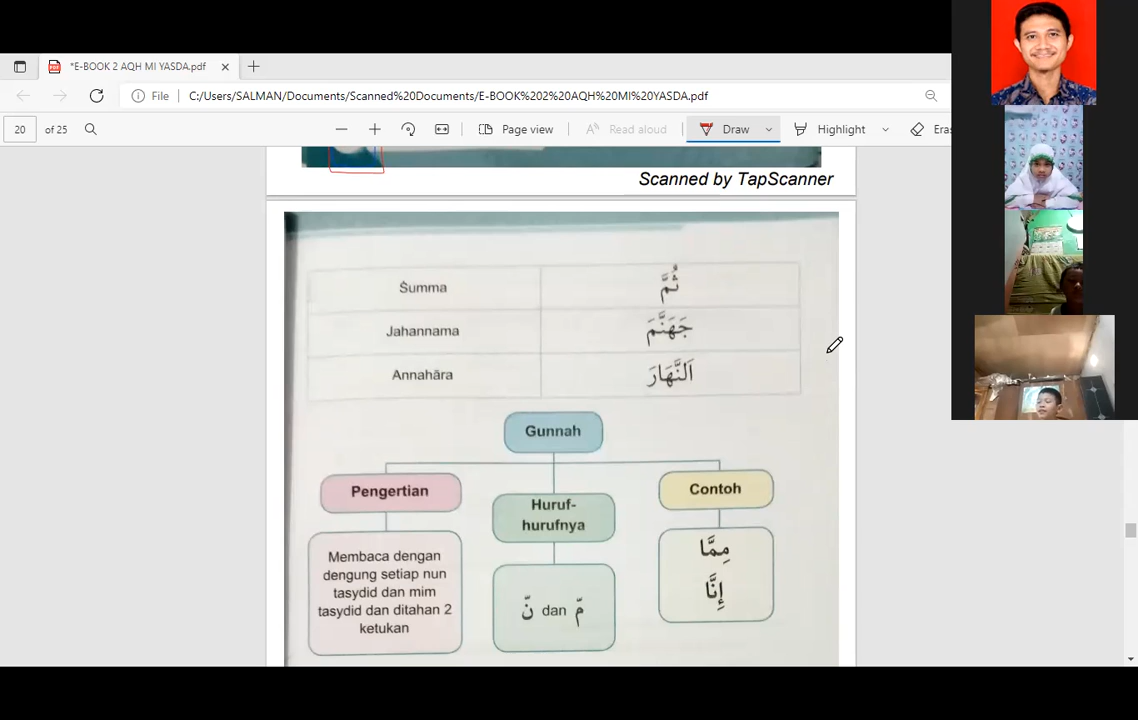 *E-BOOK 2 AQH MI YASDA.pdf
File C:/Users/SALMAN/Documents/Scanned%20Documents/E-BOOK%202%20AQH%20MI%20YASDA.pdf
20 of 25 Page view Read aloud Draw Highlight Eras
Scanned by TapScanner
Ṡumma ثُمَّ
Jahannama جَهَنَّمَ
Annahāra اَلنَّهَارَ
Gunnah
Pengertian
Membaca dengan
dengung setiap nun
tasydid dan mim
tasydid dan ditahan 2
ketukan
Huruf-
hurufnya
نّ dan مّ
Contoh
مِمَّا
إِنَّا